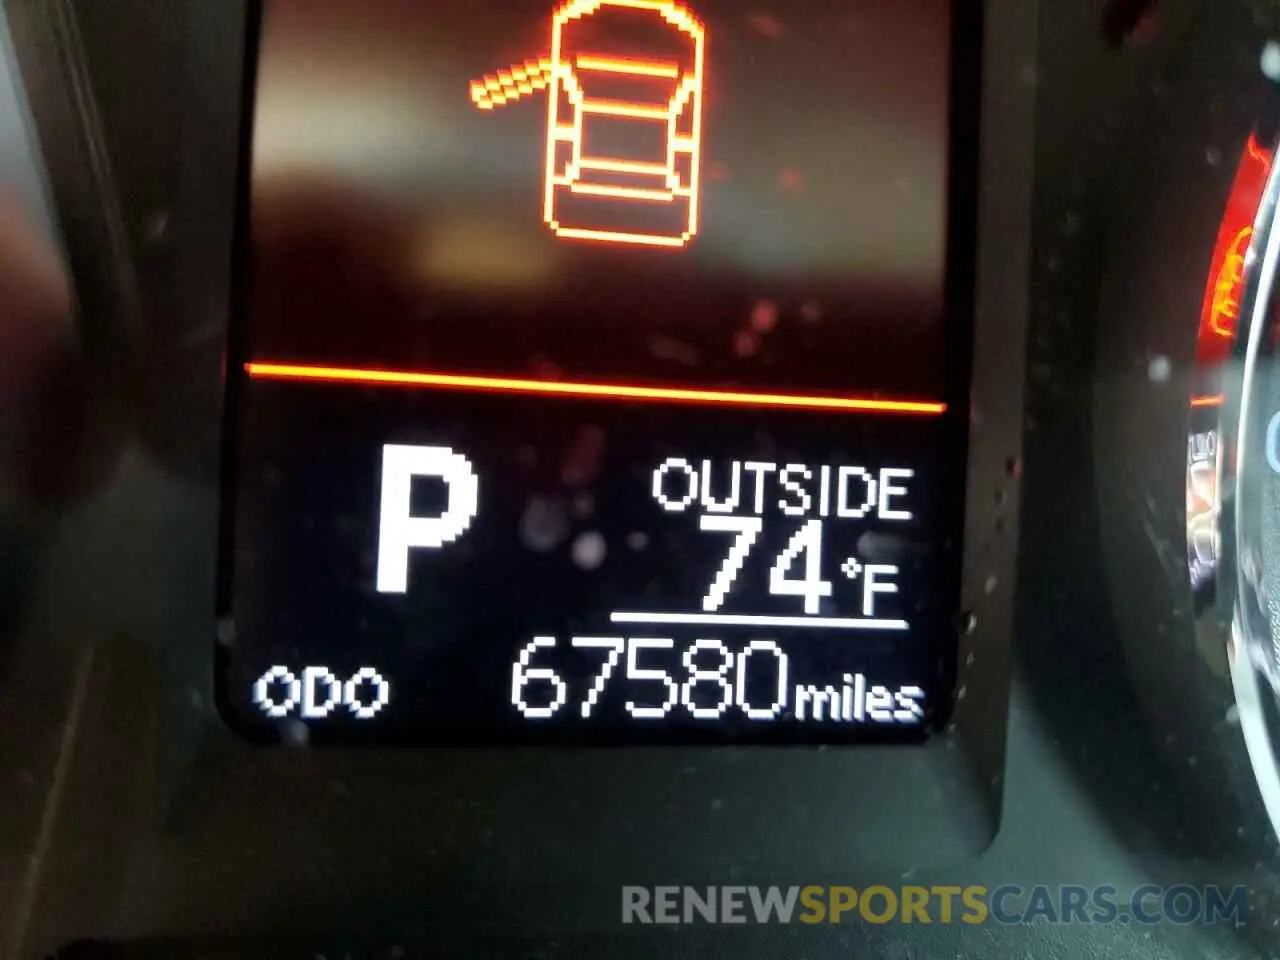 P
OUTSIDE
74°F
ODO 67580 miles
RENEWSPORTSCARS.COM